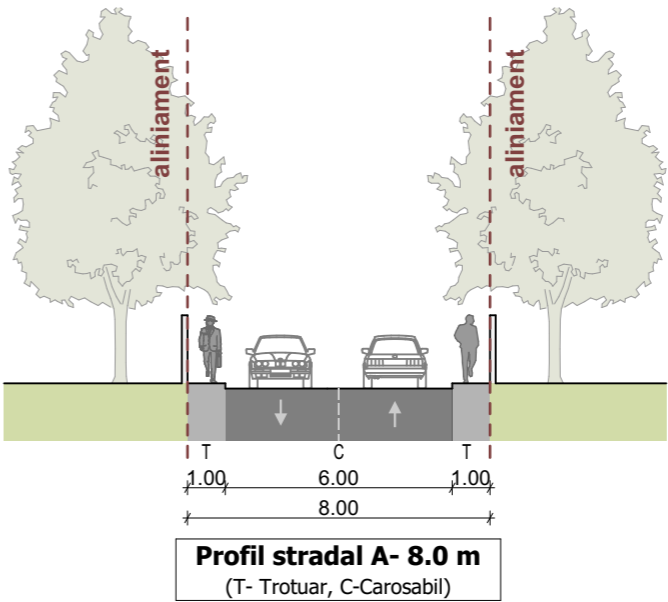 aliniament
aliniament
T C T
1.00 6.00 1.00
8.00
Profil stradal A- 8.0 m
(T- Trotuar, C-Carosabil)